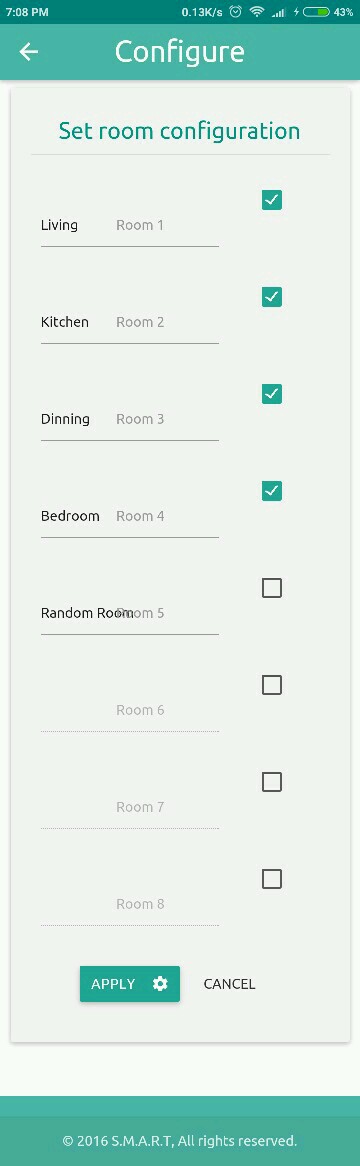 7:08 PM 0.13K/s 43%
Configure
Set room configuration
Living Room 1
Kitchen Room 2
Dinning Room 3
Bedroom Room 4
Random Room Room 5
Room 6
Room 7
Room 8
APPLY CANCEL
© 2016 S.M.A.R.T, All rights reserved.